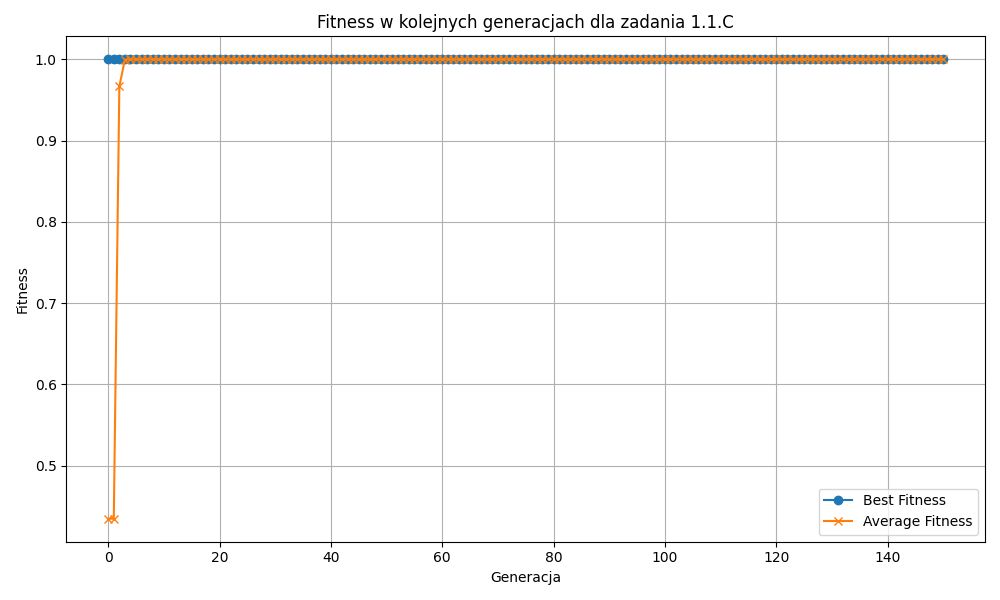 Fitness w kolejnych generacjach dla zadania 1.1.C
Fitness
1.0
0.9
0.8
0.7
0.6
0.5
0 20 40 60 80 100 120 140
Generacja
Best Fitness
Average Fitness